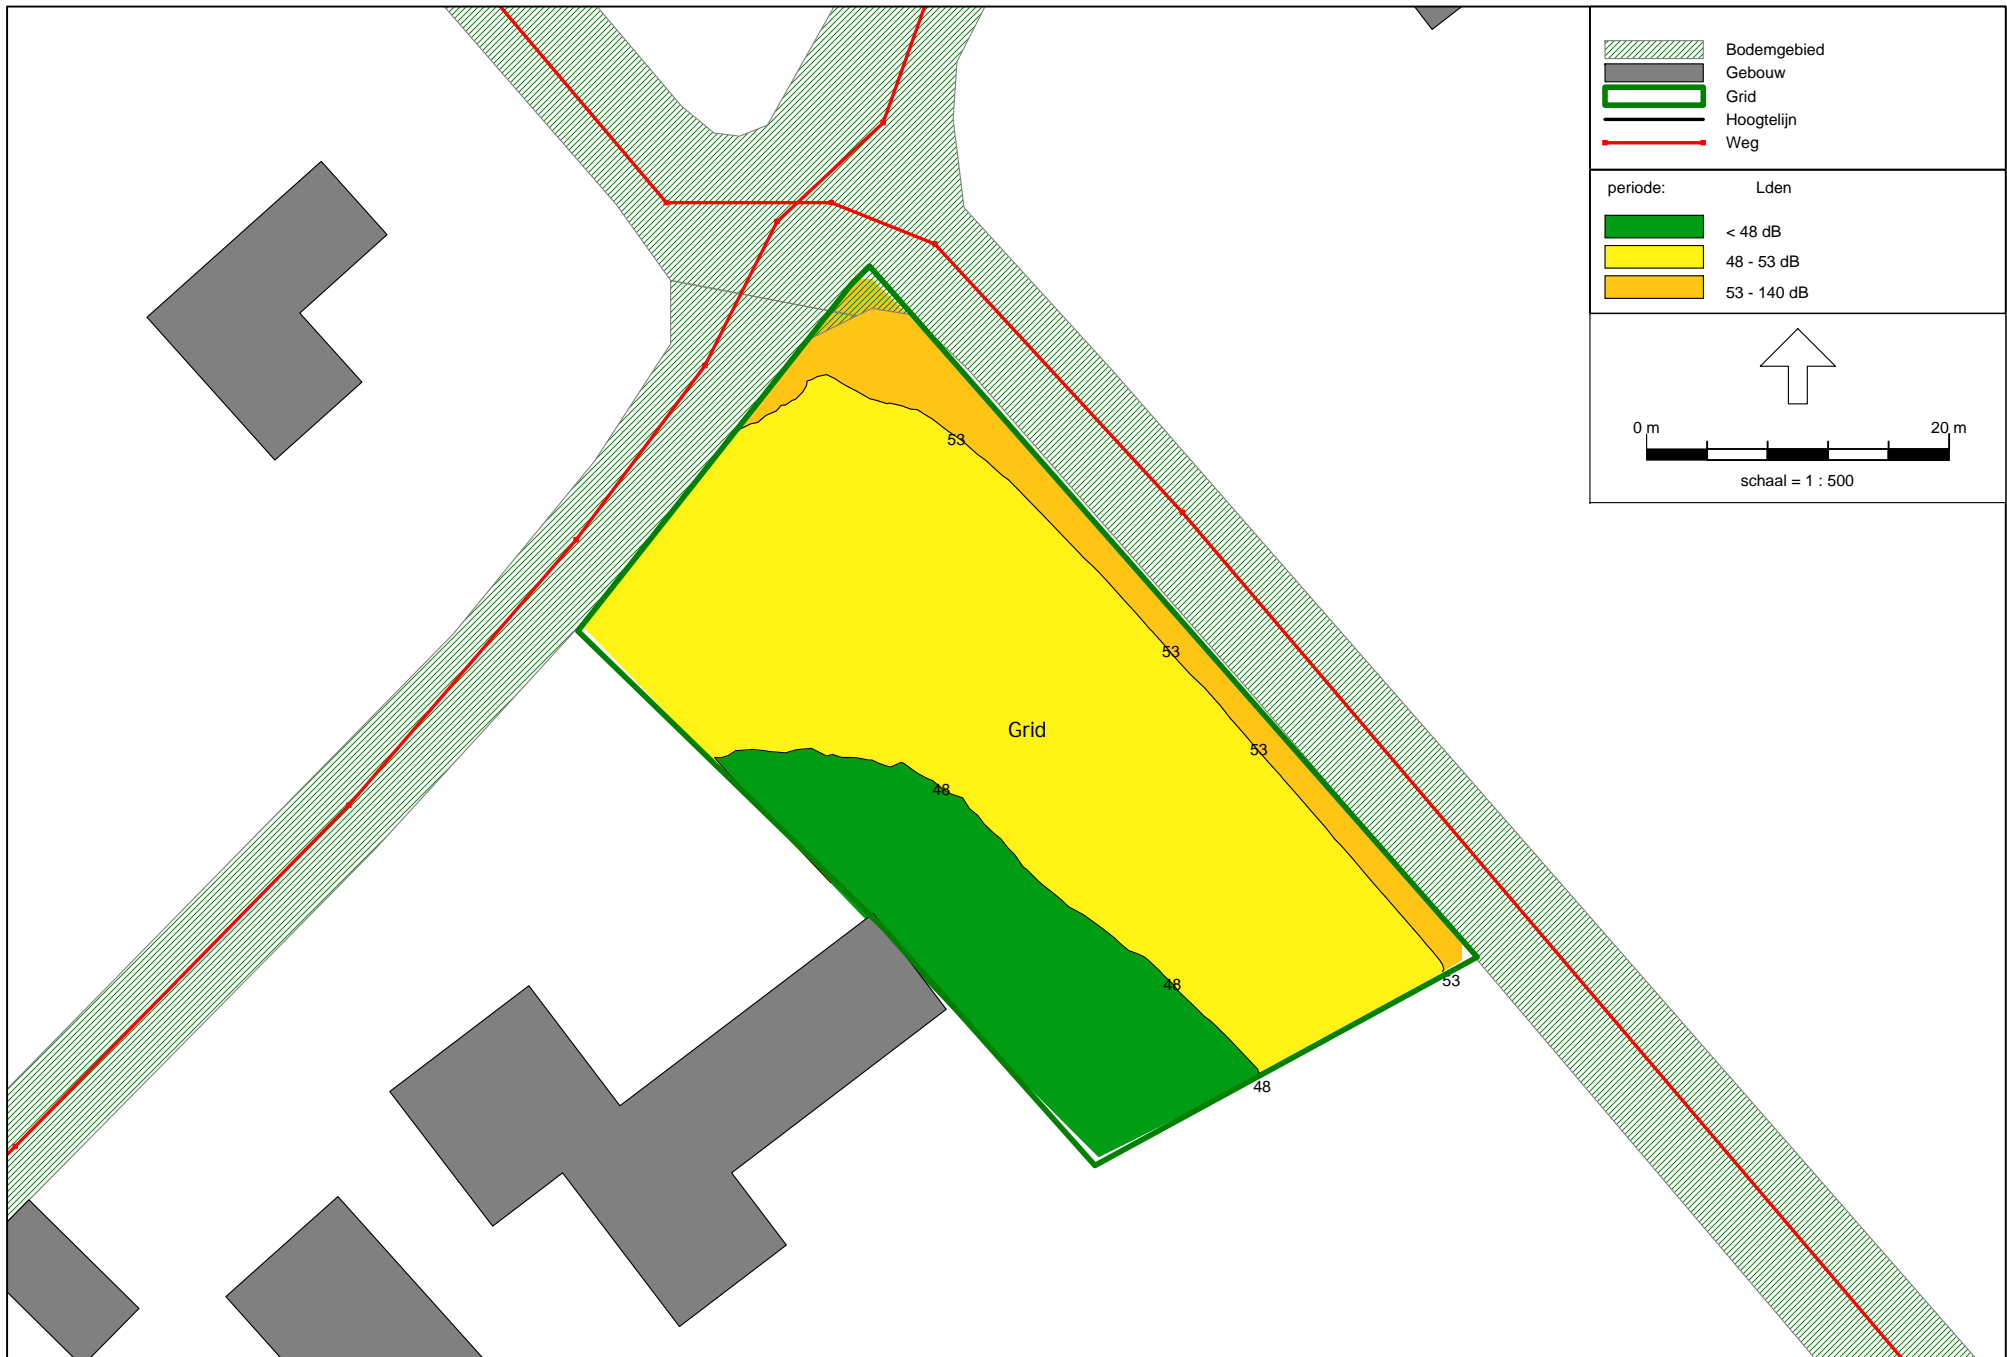 Bodemgebied
Gebouw
Grid
Hoogtelijn
Weg
periode: Lden
< 48 dB
48 - 53 dB
53 - 140 dB
0 m 20 m
schaal = 1 : 500
53
53
Grid
53
48
53
48
48